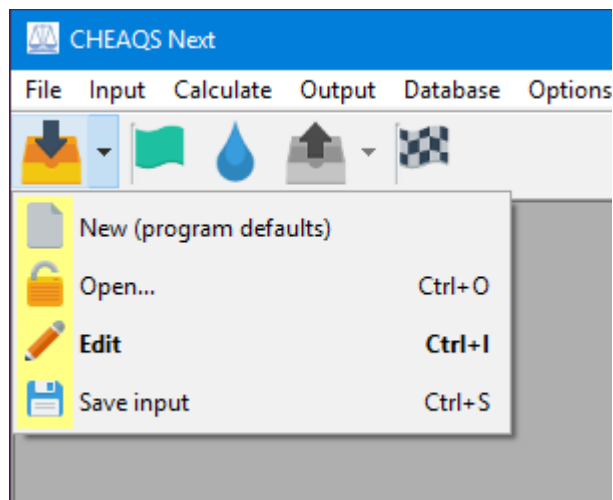 CHEAQS Next
File Input Calculate Output Database Options
New (program defaults)
Open... Ctrl+O
Edit Ctrl+I
Save input Ctrl+S